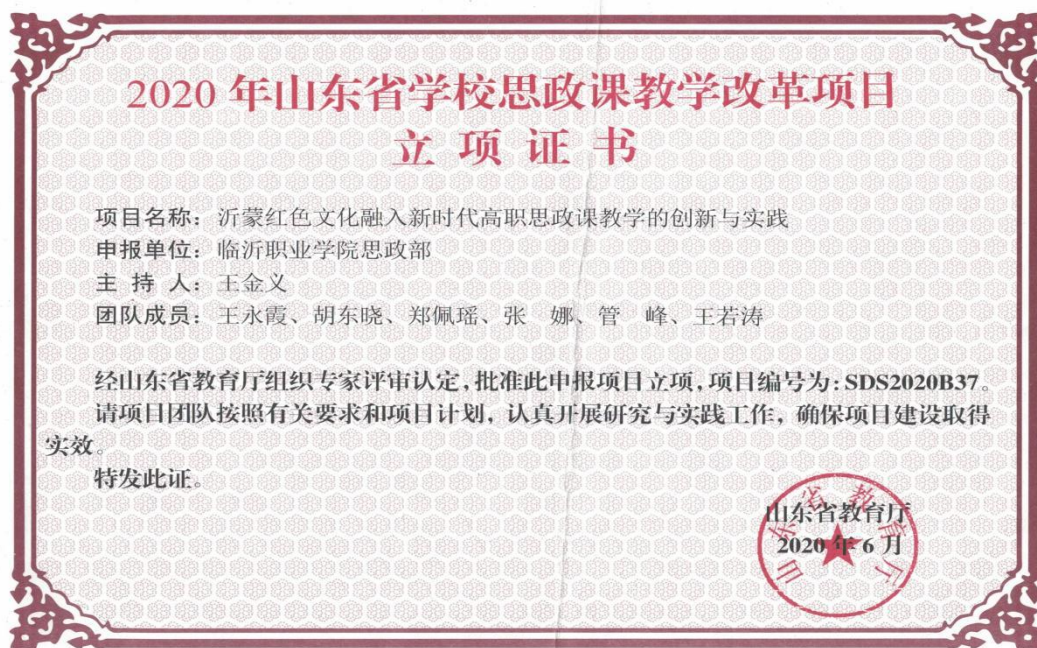 2020 年山东省学校思政课教学改革项目
立 项 证 书
项目名称：沂蒙红色文化融入新时代高职思政课教学的创新与实践
申报单位：临沂职业学院思政部
主 持 人：王金义
团队成员：王永霞、胡东晓、郑佩瑶、张　娜、管　峰、王若涛
经山东省教育厅组织专家评审认定，批准此申报项目立项，项目编号为：SDS2020B37。
请项目团队按照有关要求和项目计划，认真开展研究与实践工作，确保项目建设取得
实效。
特发此证。
山东省教育厅
山东省教育厅
2020 年 6 月